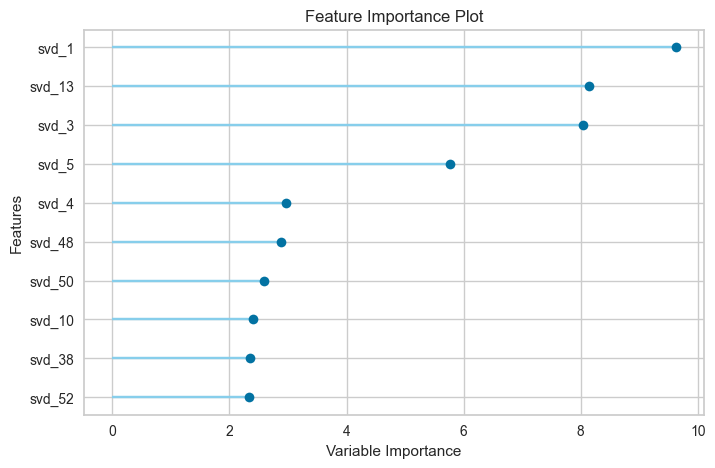 Feature Importance Plot
svd_1
svd_13
svd_3
svd_5
svd_4
svd_48
svd_50
svd_10
svd_38
svd_52
Features
0 2 4 6 8 10
Variable Importance